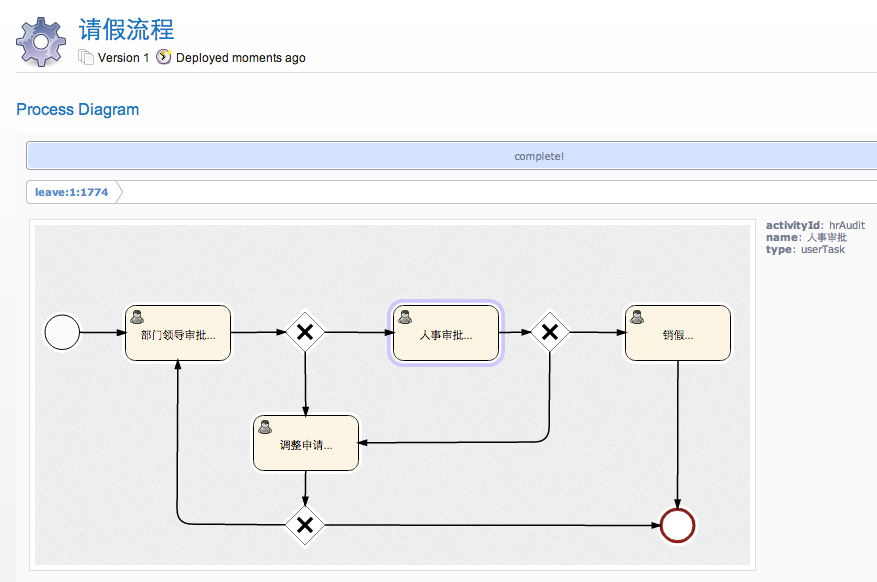 请假流程
Version 1 Deployed moments ago
Process Diagram
complete!
leave:1:1774
activityId: hrAudit
name: 人事审批
type: userTask
部门领导审批...
人事审批...
销假...
调整申请...